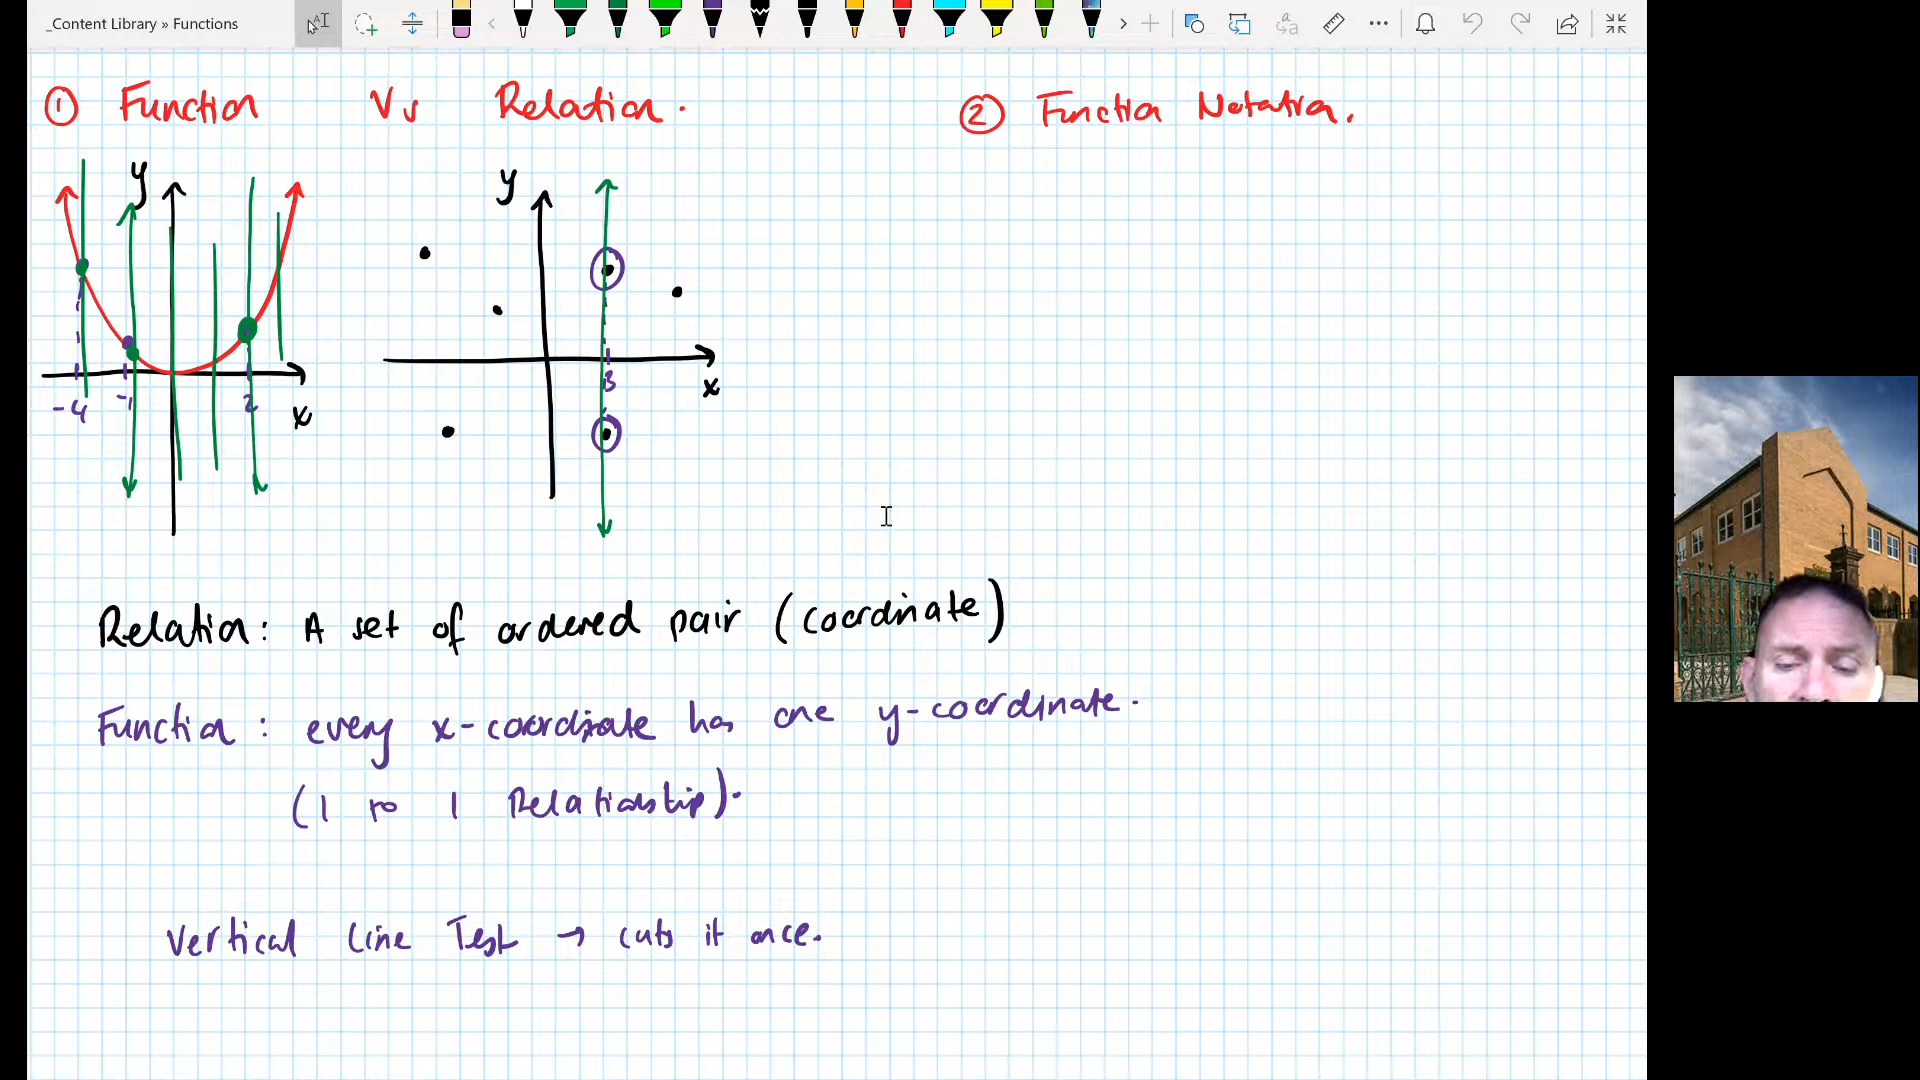 _Content Library » Functions
① Function Vs Relation.
② Function Notation.
y
x
-4
-1
2
y
x
3
Relation: A set of ordered pair (coordinate)
Function: every x-coordinate has one y-coordinate.
(1 to 1 Relationship).
Vertical Line Test → cuts it once.